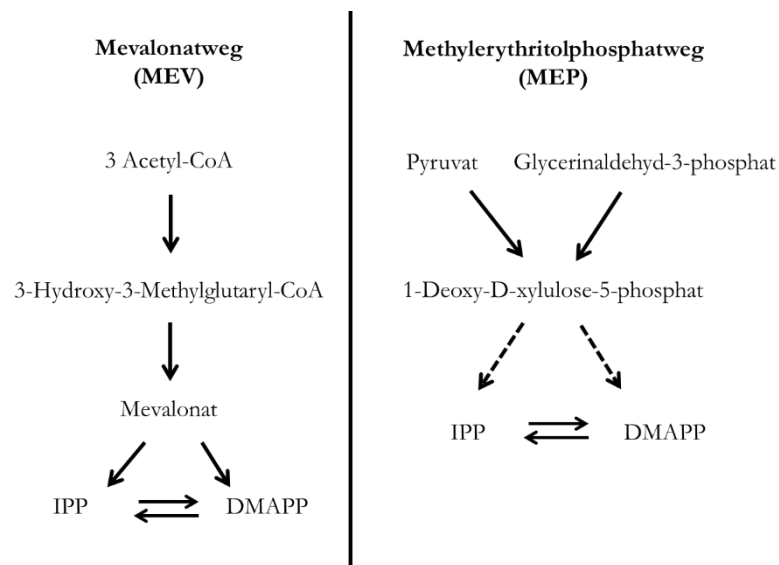 Mevalonatweg
(MEV)
3 Acetyl-CoA
3-Hydroxy-3-Methylglutaryl-CoA
Mevalonat
IPP
DMAPP
Methylerythritolphosphatweg
(MEP)
Pyruvat
Glycerinaldehyd-3-phosphat
1-Deoxy-D-xylulose-5-phosphat
IPP
DMAPP